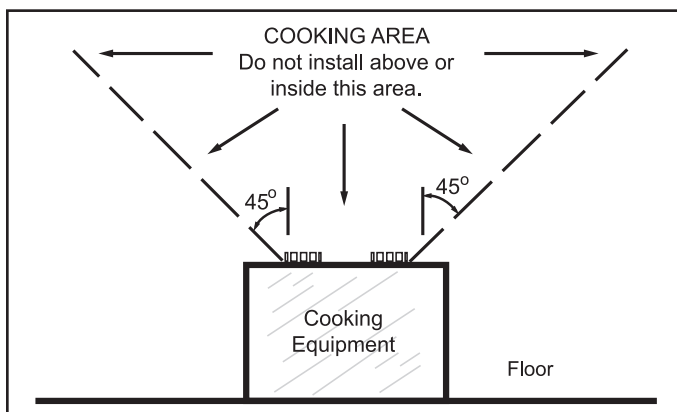 COOKING AREA
Do not install above or
inside this area.
45°
45°
Cooking
Equipment
Floor